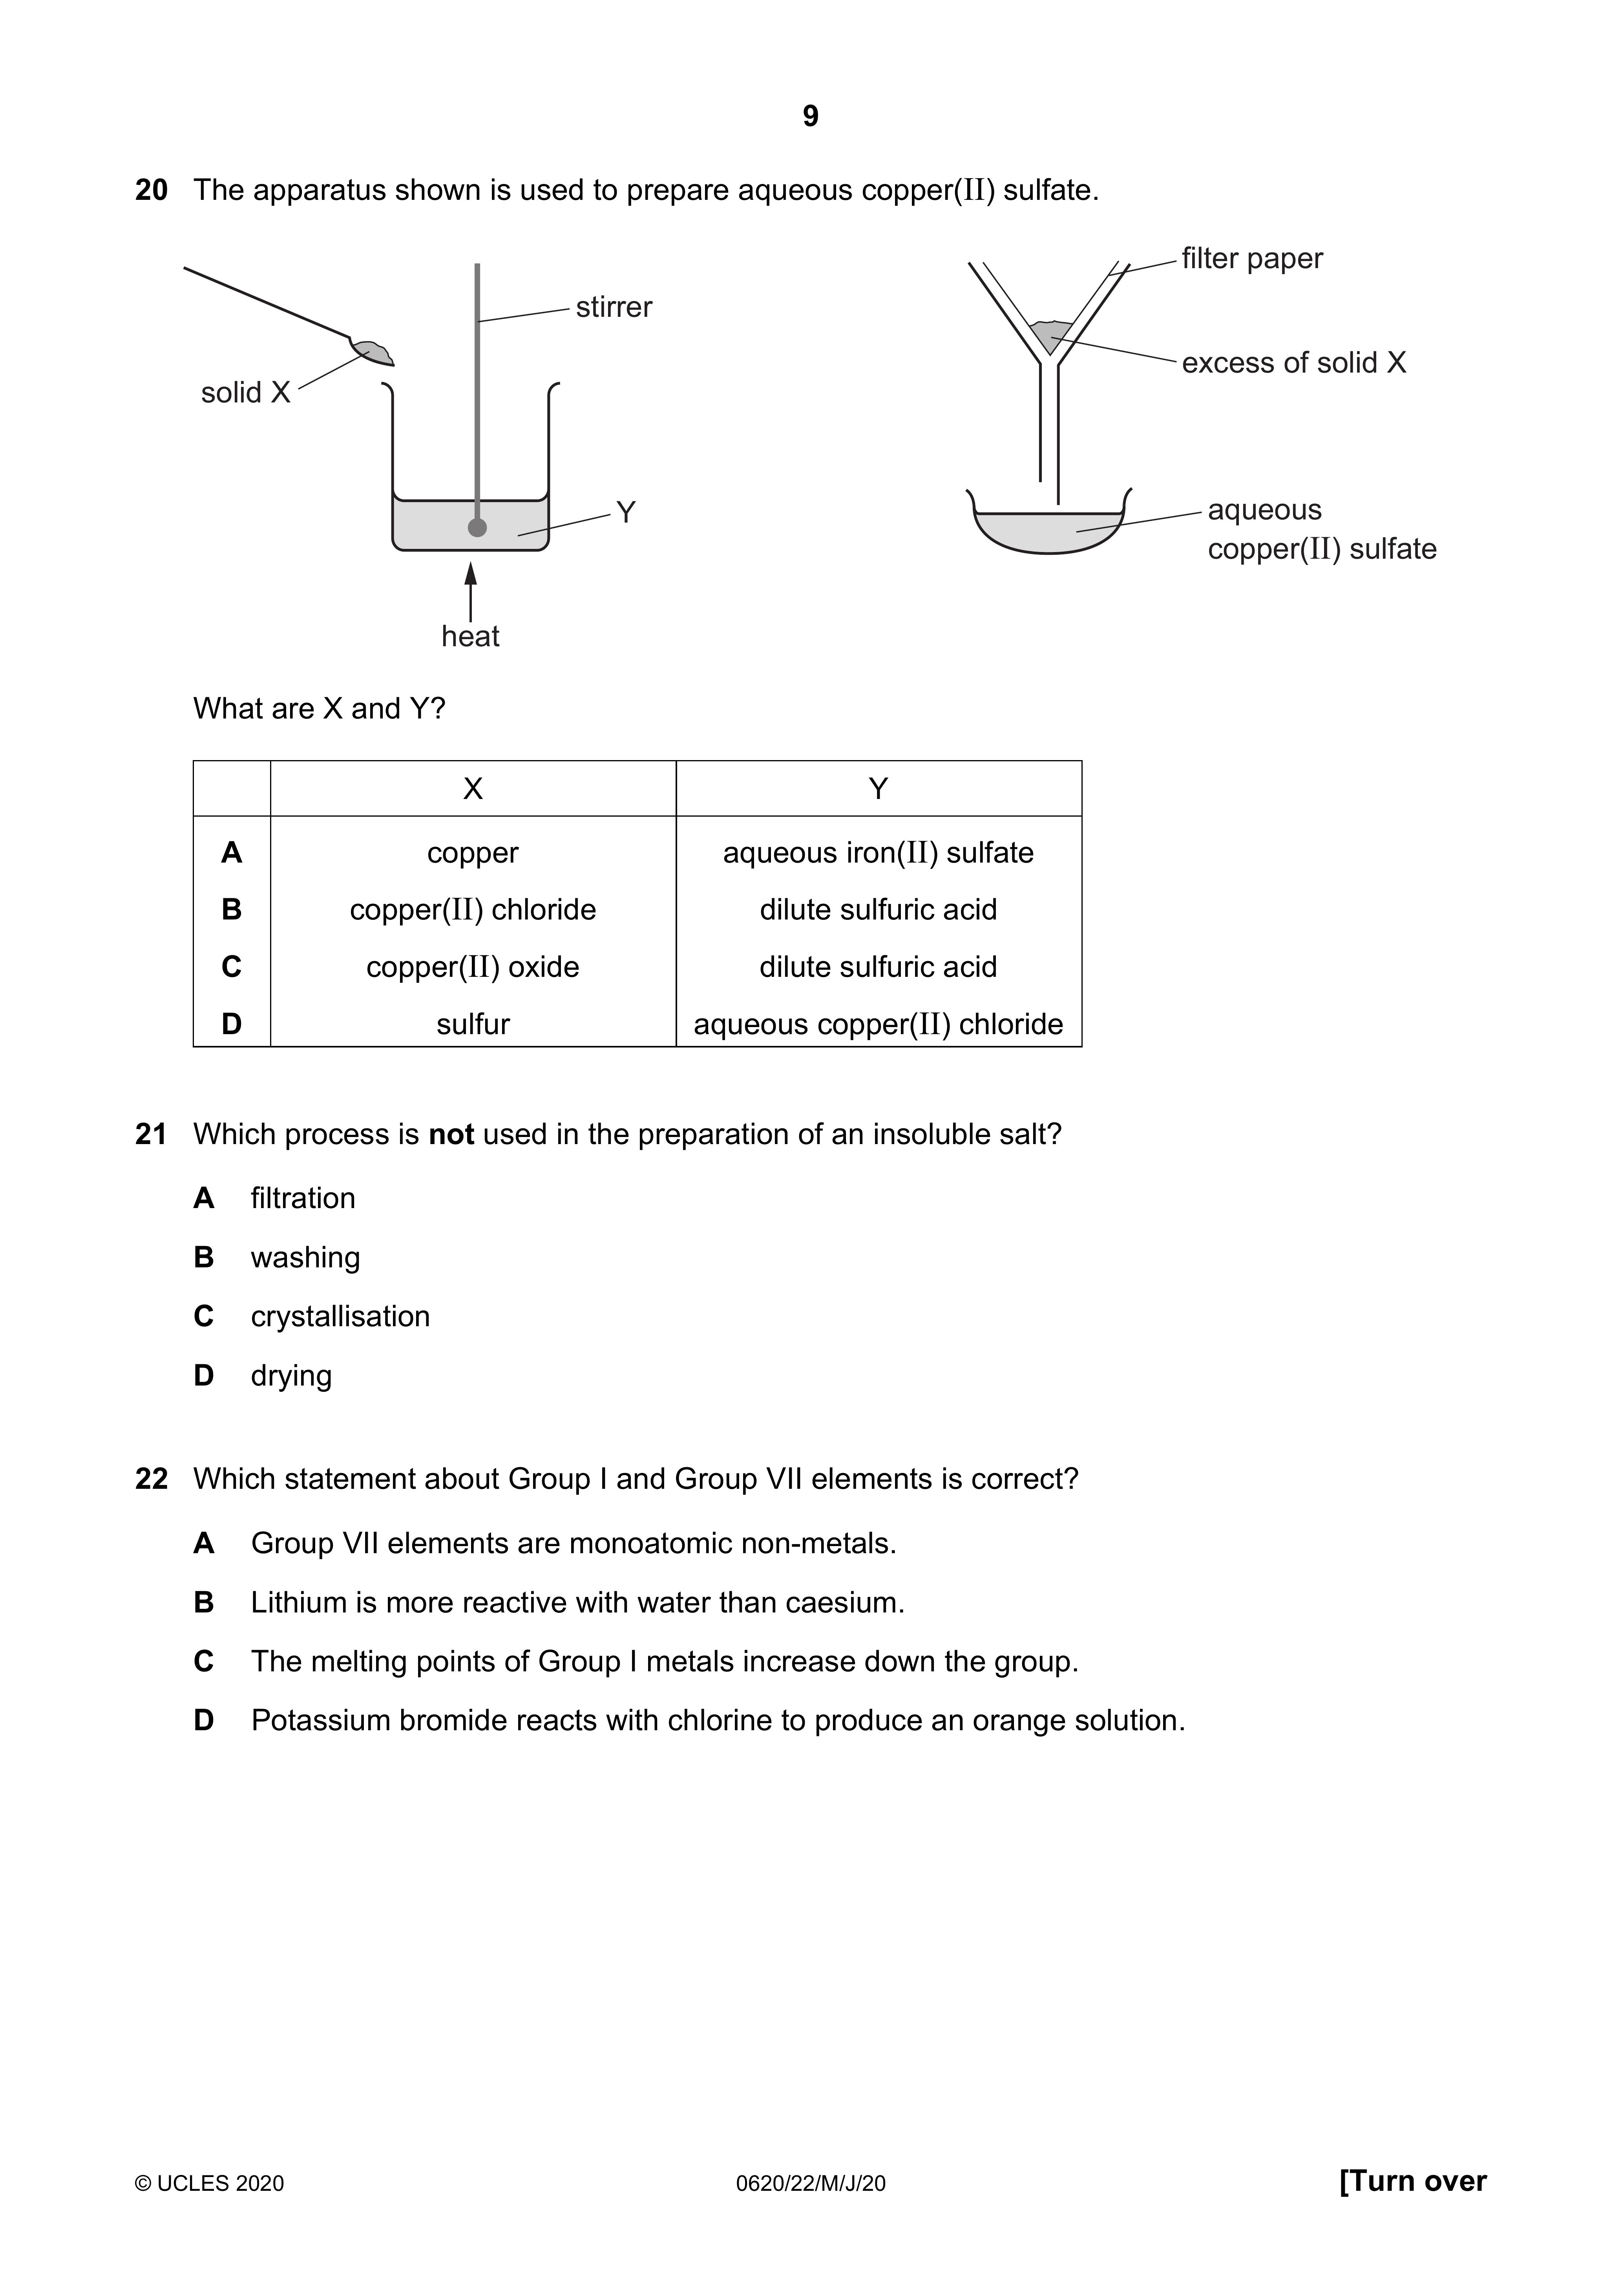 9
20 The apparatus shown is used to prepare aqueous copper(II) sulfate.
filter paper
stirrer
excess of solid X
solid X
Y
aqueous
copper(II) sulfate
heat
What are X and Y?
X Y
A copper aqueous iron(II) sulfate
B copper(II) chloride dilute sulfuric acid
C copper(II) oxide dilute sulfuric acid
D sulfur aqueous copper(II) chloride
21 Which process is not used in the preparation of an insoluble salt?
A filtration
B washing
C crystallisation
D drying
22 Which statement about Group I and Group VII elements is correct?
A Group VII elements are monoatomic non-metals.
B Lithium is more reactive with water than caesium.
C The melting points of Group I metals increase down the group.
D Potassium bromide reacts with chlorine to produce an orange solution.
© UCLES 2020 0620/22/M/J/20 [Turn over